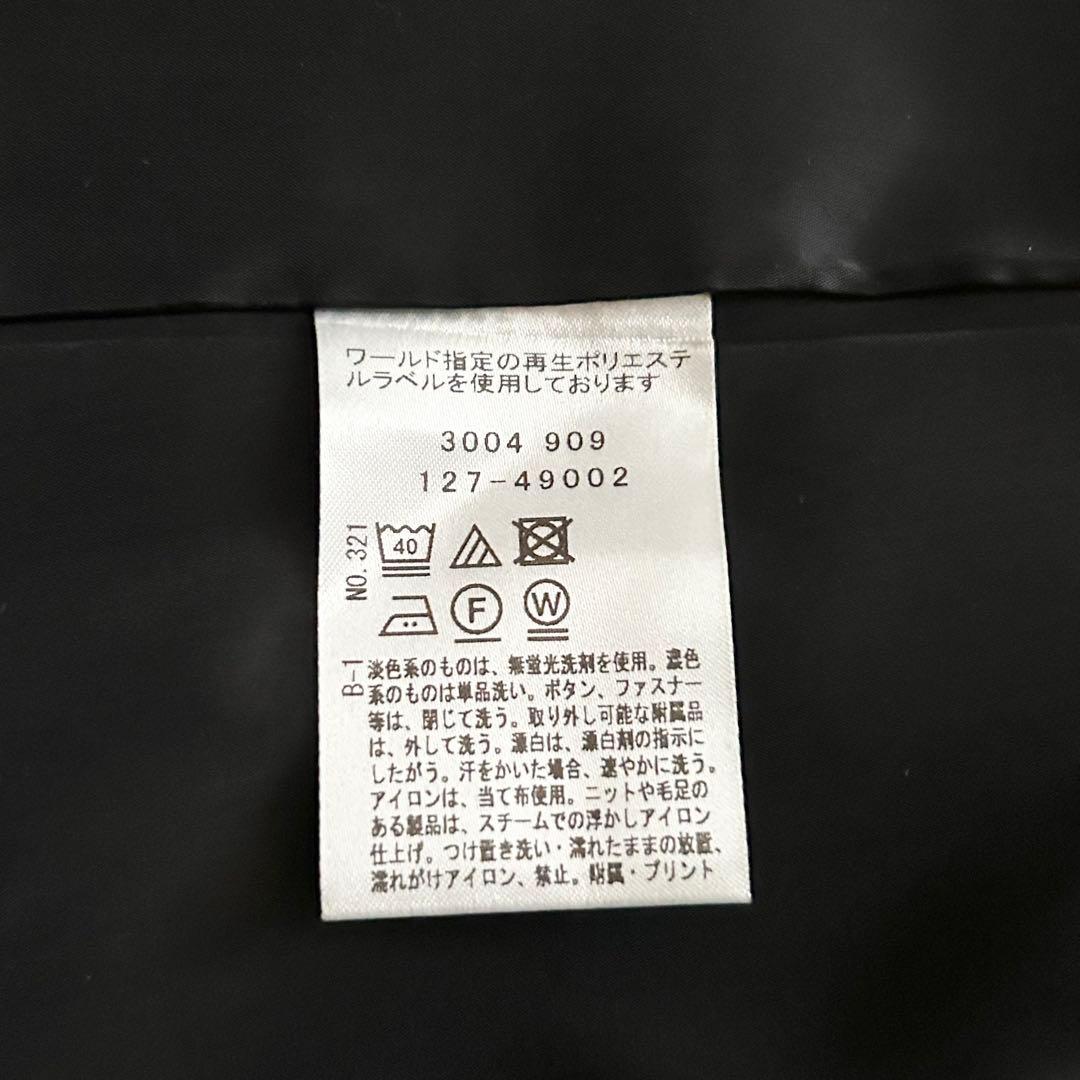 ワールド指定の再生ポリエステ
ルラベルを使用しております
3004 909
127-49002
NO.321
40
F
W
B-1
淡色系のものは、無蛍光洗剤を使用。濃色
系のものは単品洗い。ボタン、ファスナー
等は、閉じて洗う。取り外し可能な附属品
は、外して洗う。漂白は、漂白剤の指示に
したがう。汗をかいた場合、速やかに洗う。
アイロンは、当て布使用。ニットや毛足の
ある製品は、スチームでの浮かしアイロン
仕上げ。つけ置き洗い・濡れたままの放置、
濡れがけアイロン、禁止。附属・プリント